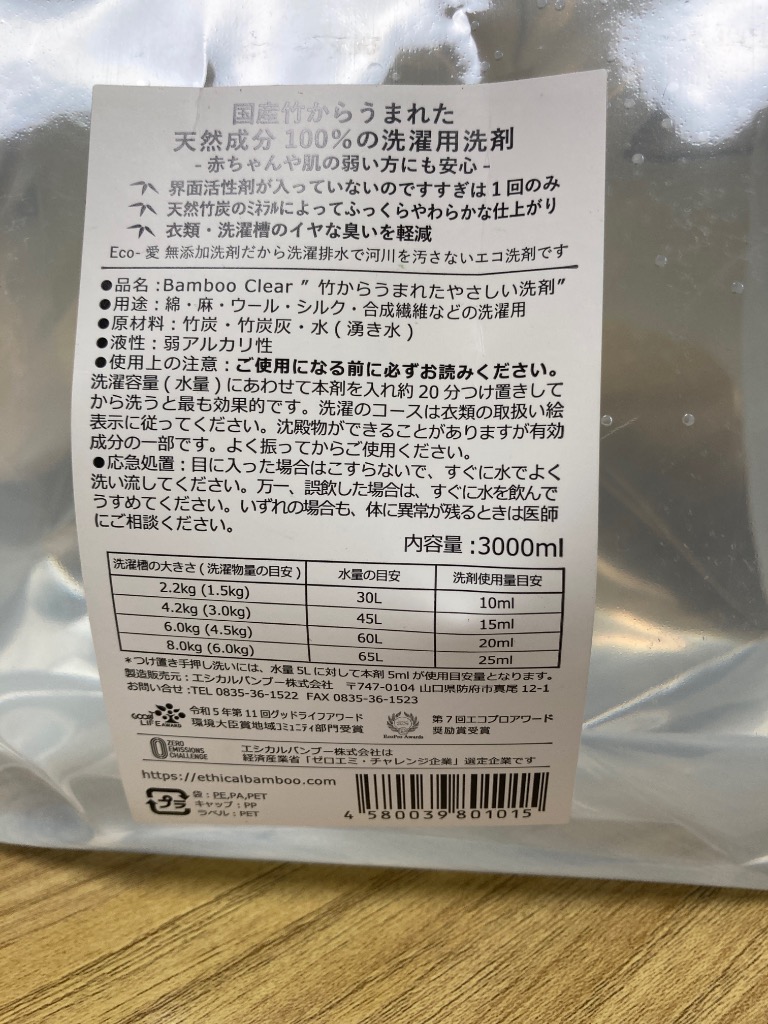 国産竹からうまれた
天然成分 100%の洗濯用洗剤
- 赤ちゃんや肌の弱い方にも安心 -
界面活性剤が入っていないのですすぎは1回のみ
天然竹炭のミネラルによってふっくらやわらかな仕上がり
衣類・洗濯槽のイヤな臭いを軽減
Eco- 愛 無添加洗剤だから洗濯排水で河川を汚さないエコ洗剤です
●品名:Bamboo Clear " 竹からうまれたやさしい洗剤"
●用途:綿・麻・ウール・シルク・合成繊維などの洗濯用
●原材料:竹炭・竹炭灰・水(湧き水)
●液性:弱アルカリ性
●使用上の注意:ご使用になる前に必ずお読みください。
洗濯容量(水量)にあわせて本剤を入れ約20分つけ置きして
から洗うと最も効果的です。洗濯のコースは衣類の取扱い絵
表示に従ってください。沈殿物ができることがありますが有効
成分の一部です。よく振ってからご使用ください。
●応急処置:目に入った場合はこすらないで、すぐに水でよく
洗い流してください。万一、誤飲した場合は、すぐに水を飲んで
うすめてください。いずれの場合も、体に異常が残るときは医師
にご相談ください。
内容量:3000ml
洗濯槽の大きさ(洗濯物量の目安) 水量の目安 洗剤使用量目安
2.2kg (1.5kg) 30L 10ml
4.2kg (3.0kg) 45L 15ml
6.0kg (4.5kg) 60L 20ml
8.0kg (6.0kg) 65L 25ml
*つけ置き手押し洗いには、水量5Lに対して本剤5mlが使用目安量となります。
製造販売元:エシカルバンブー株式会社 〒747-0104 山口県防府市真尾 12-1
お問い合せ:TEL 0835-36-1522 FAX 0835-36-1523
GOOD LIFE AWARD
令和5年第11回グッドライフアワード
環境大臣賞地域コミュニティ部門受賞
EcoPro Awards
第7回エコプロアワード
奨励賞受賞
ZERO EMISSIONS CHALLENGE
エシカルバンブー株式会社は
経済産業省「ゼロエミ・チャレンジ企業」選定企業です
https://ethicalbamboo.com
プラ
袋:PE,PA,PET
キャップ:PP
ラベル:PET
4 580039 801015